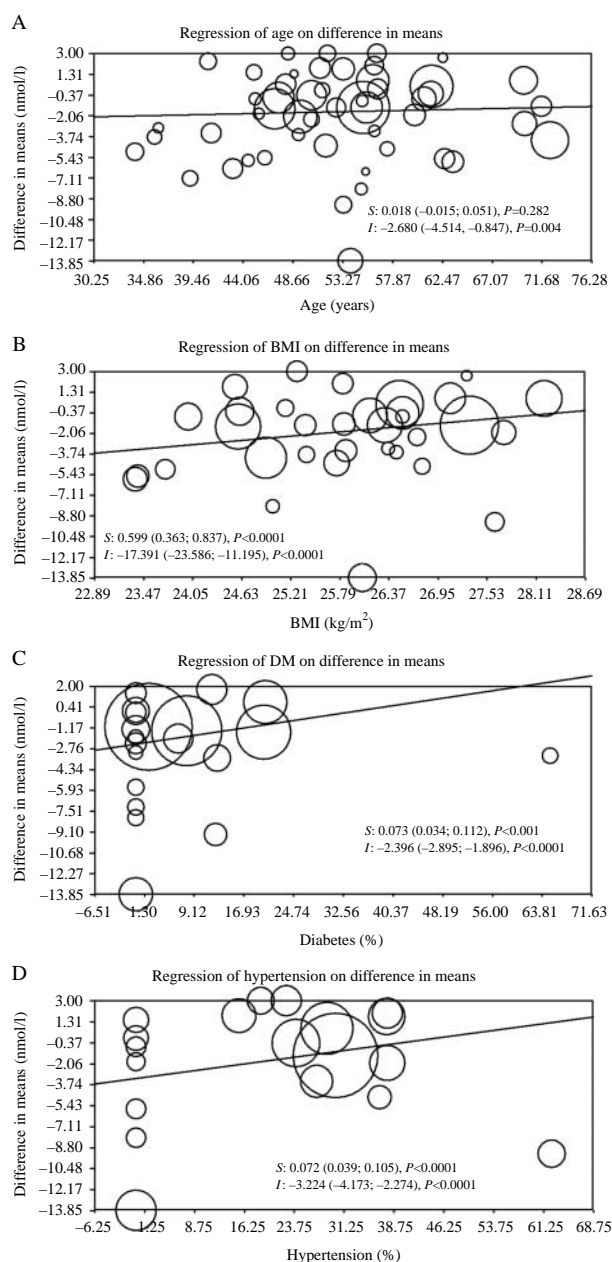 A
Regression of age on difference in means
Difference in means (nmol/l)
3.00
1.31
–0.37
–2.06
–3.74
–5.43
–7.11
–8.80
–10.48
–12.17
–13.85
S: 0.018 (–0.015; 0.051), P=0.282
I: –2.680 (–4.514, –0.847), P=0.004
30.25 34.86 39.46 44.06 48.66 53.27 57.87 62.47 67.07 71.68 76.28
Age (years)
B
Regression of BMI on difference in means
Difference in means (nmol/l)
3.00
1.31
–0.37
–2.06
–3.74
–5.43
–7.11
–8.80
–10.48
–12.17
–13.85
S: 0.599 (0.363; 0.837), P<0.0001
I: –17.391 (–23.586; –11.195), P<0.0001
22.89 23.47 24.05 24.63 25.21 25.79 26.37 26.95 27.53 28.11 28.69
BMI (kg/m²)
C
Regression of DM on difference in means
Difference in means (nmol/l)
2.00
0.41
–1.17
–2.76
–4.34
–5.93
–7.51
–9.10
–10.68
–12.27
–13.85
S: 0.073 (0.034; 0.112), P<0.001
I: –2.396 (–2.895; –1.896), P<0.0001
–6.51 1.30 9.12 16.93 24.74 32.56 40.37 48.19 56.00 63.81 71.63
Diabetes (%)
D
Regression of hypertension on difference in means
Difference in means (nmol/l)
3.00
1.31
–0.37
–2.06
–3.74
–5.43
–7.11
–8.80
–10.48
–12.17
–13.85
S: 0.072 (0.039; 0.105), P<0.0001
I: –3.224 (–4.173; –2.274), P<0.0001
–6.25 1.25 8.75 16.25 23.75 31.25 38.75 46.25 53.75 61.25 68.75
Hypertension (%)